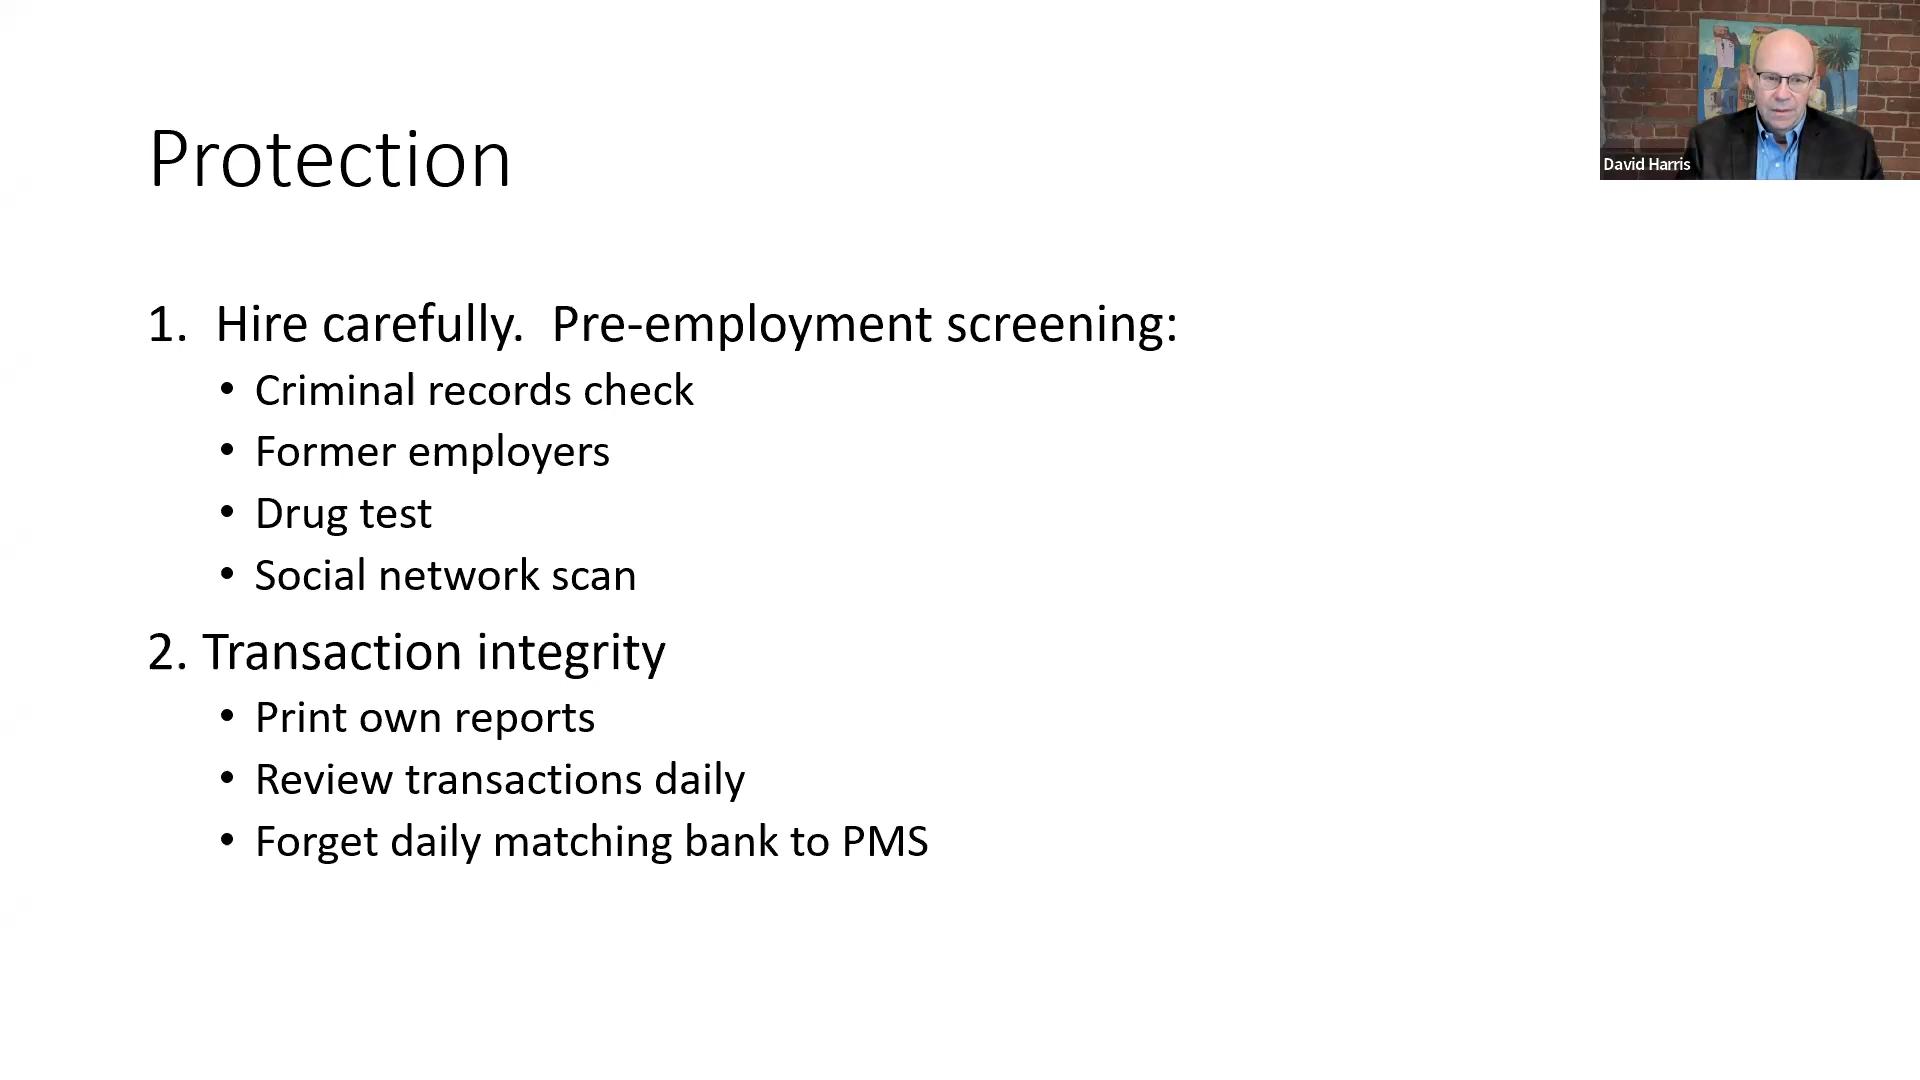 David Harris
Protection
1. Hire carefully. Pre-employment screening:
• Criminal records check
• Former employers
• Drug test
• Social network scan
2. Transaction integrity
• Print own reports
• Review transactions daily
• Forget daily matching bank to PMS